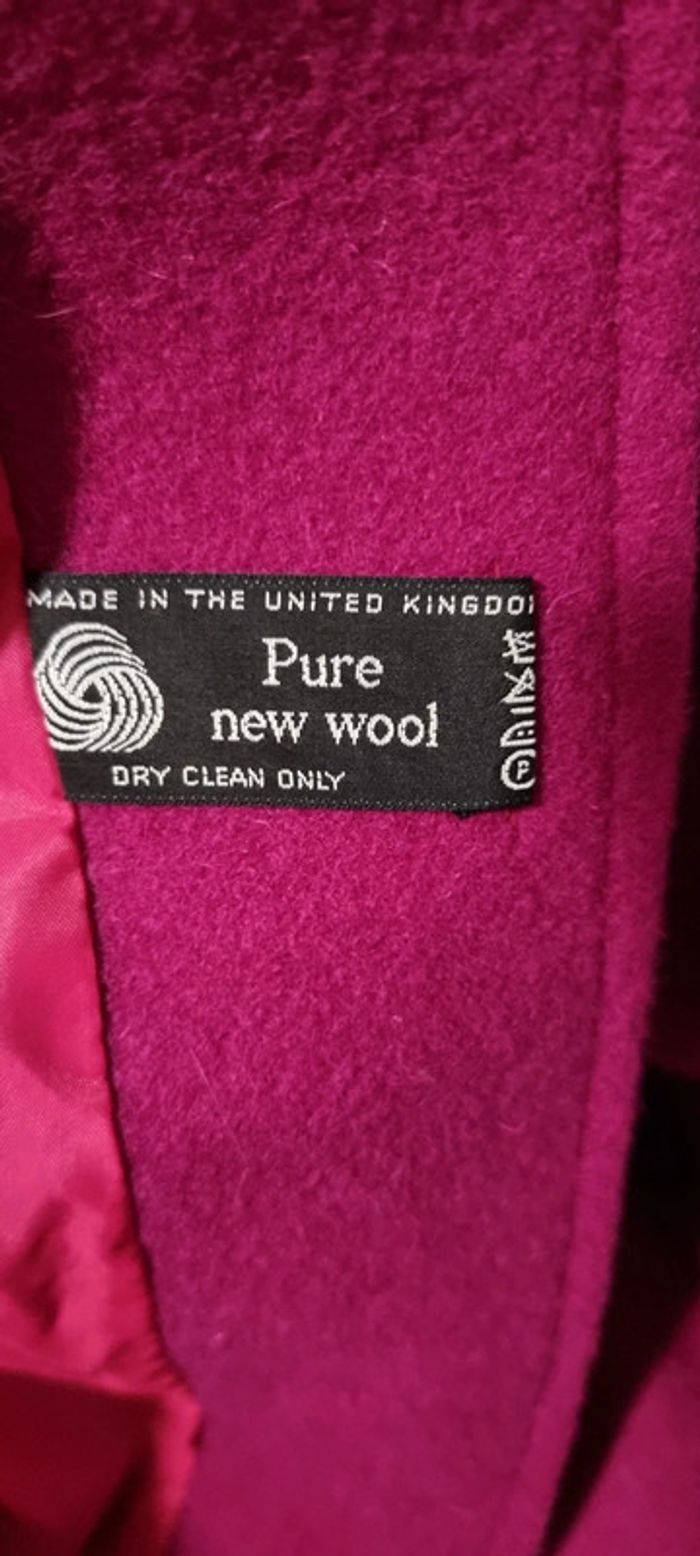 MADE IN THE UNITED KINGDO
Pure
new wool
DRY CLEAN ONLY
P